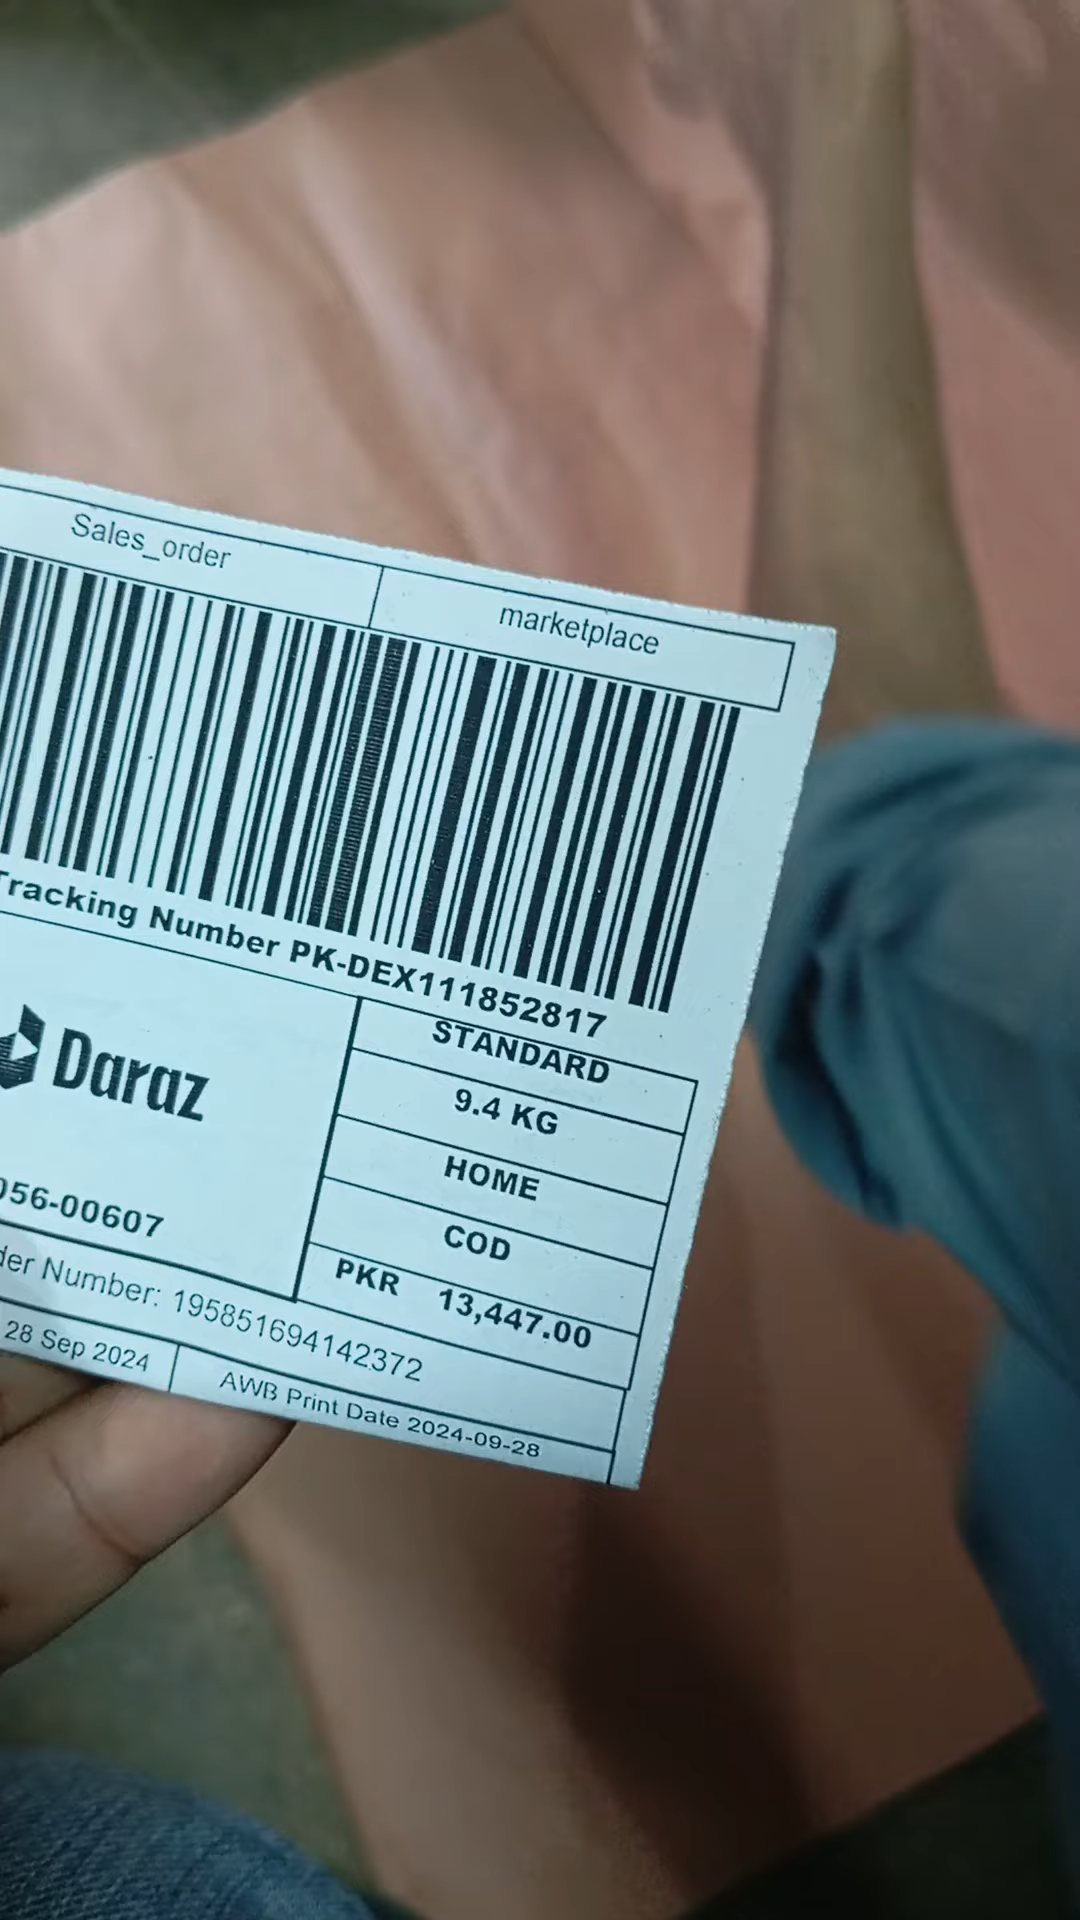 Sales_order
marketplace
Tracking Number PK-DEX111852817
Daraz
STANDARD
9.4 KG
HOME
COD
PKR 13,447.00
056-00607
der Number: 195851694142372
28 Sep 2024
AWB Print Date 2024-09-28